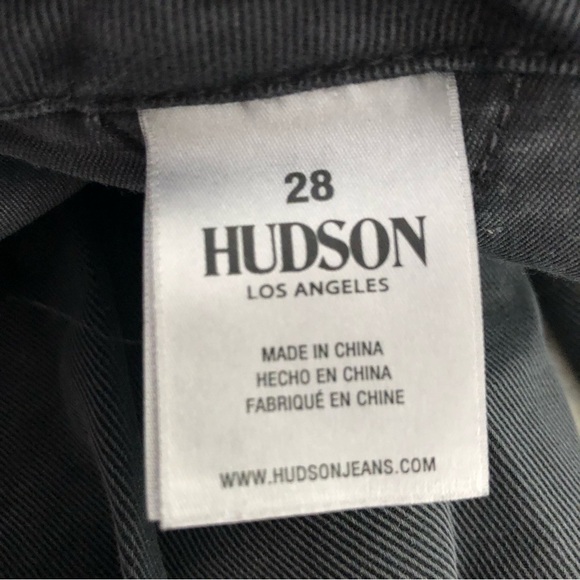 28
HUDSON
LOS ANGELES
MADE IN CHINA
HECHO EN CHINA
FABRIQUÉ EN CHINE
WWW.HUDSONJEANS.COM